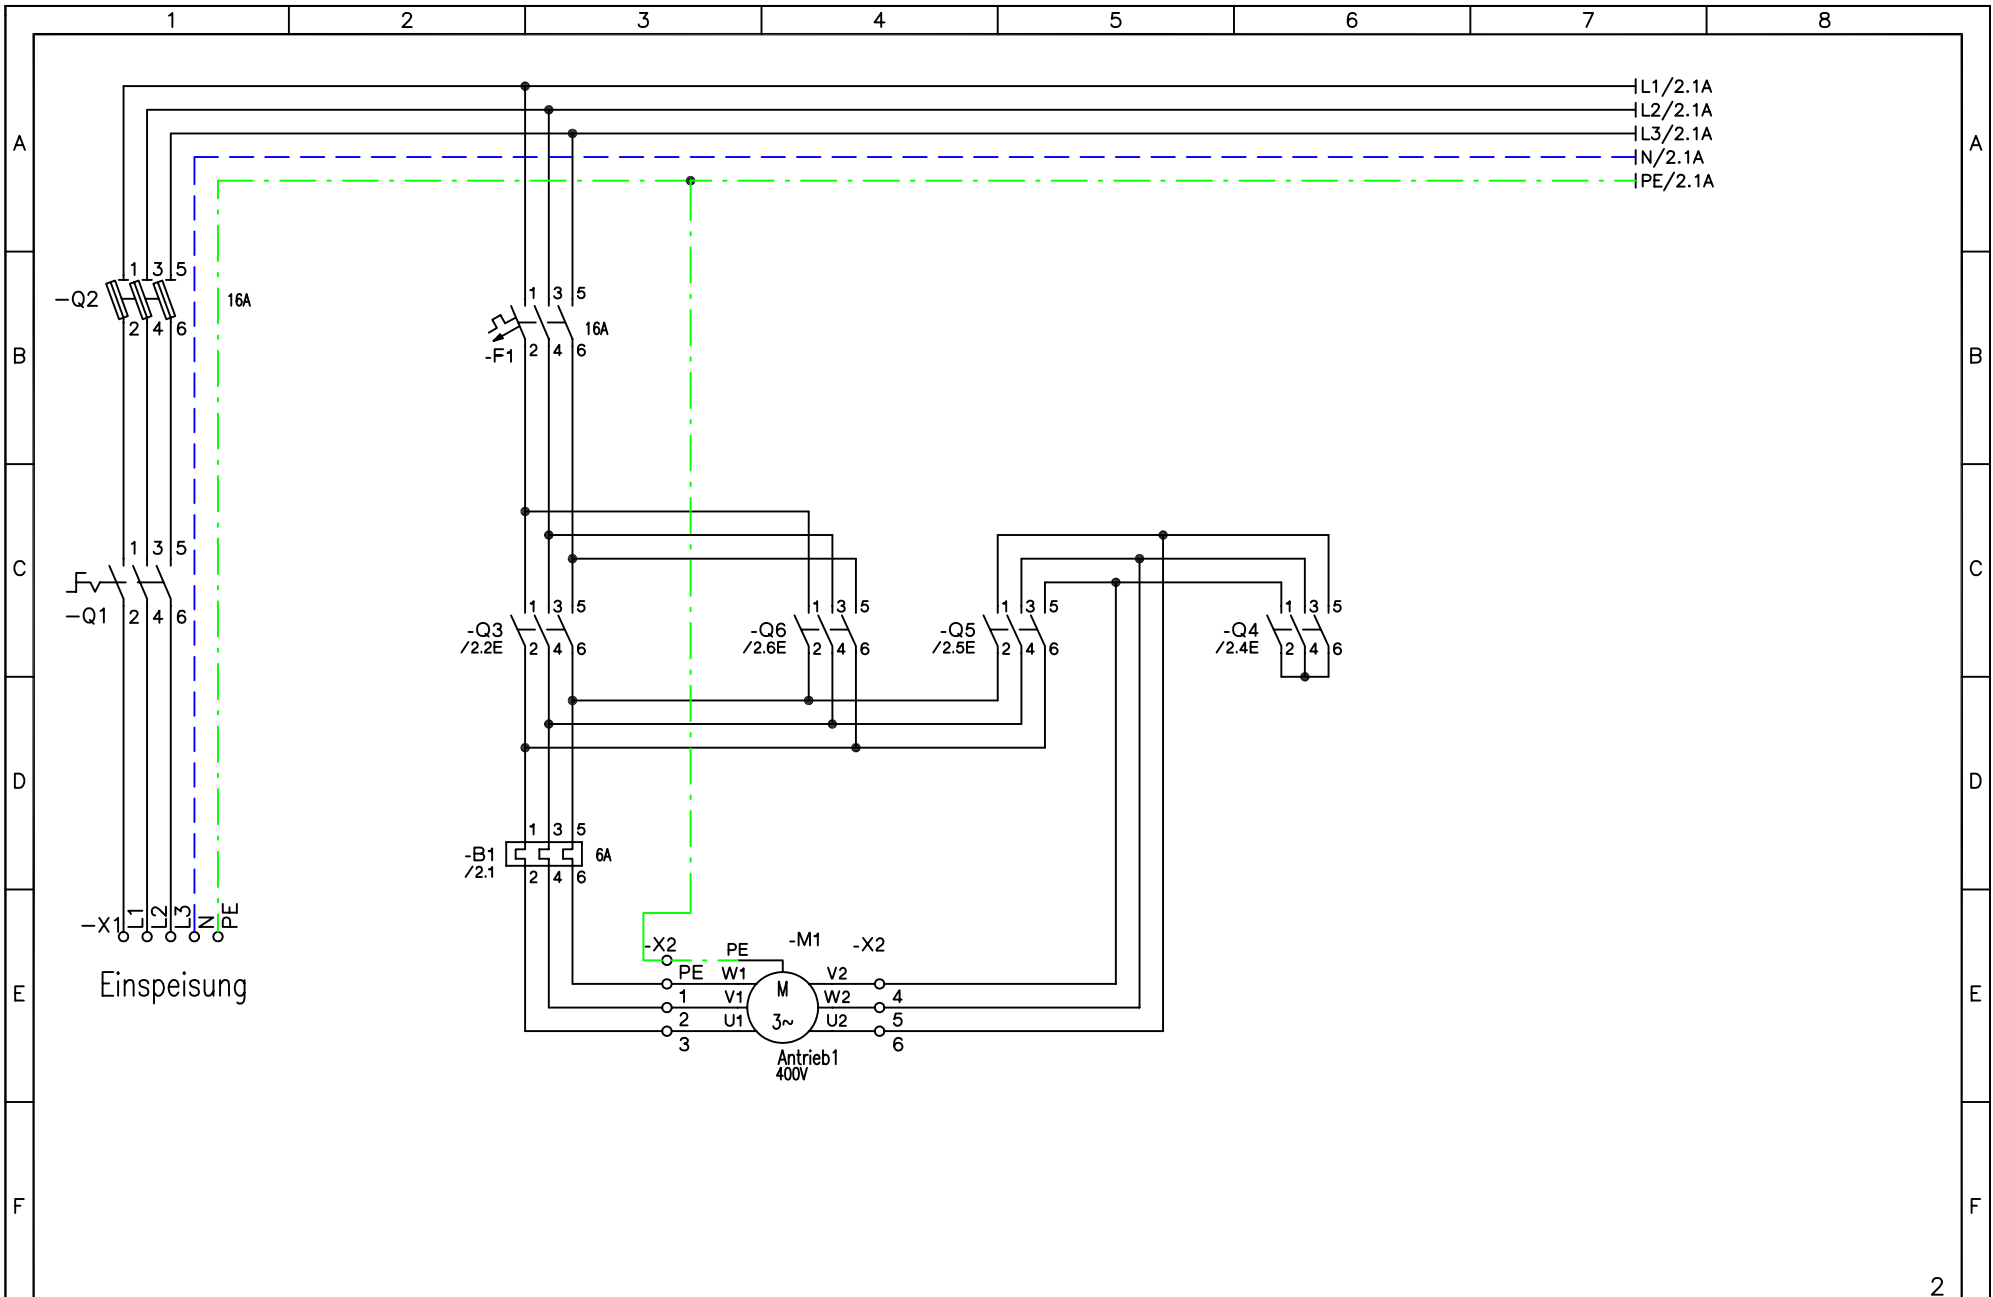 1 2 3 4 5 6 7 8
L1/2.1A
L2/2.1A
L3/2.1A
N/2.1A
PE/2.1A
A A
1 3 5
-Q2 16A
2 4 6
1 3 5
16A
-F1 2 4 6
B B
1 3 5
-Q1 2 4 6
C C
1 3 5 1 3 5 1 3 5 1 3 5
-Q3 -Q6 -Q5 -Q4
/2.2E 2 4 6 /2.6E 2 4 6 /2.5E 2 4 6 /2.4E 2 4 6
D D
1 3 5
-B1 6A
/2.1 2 4 6
-X1 L1 L2 L3 N PE
Einspeisung
-X2 PE -M1 -X2
PE W1 M V2
1 V1 W2 4
2 U1 3~ U2 5
3 6
Antrieb1
400V
E E
F F
2